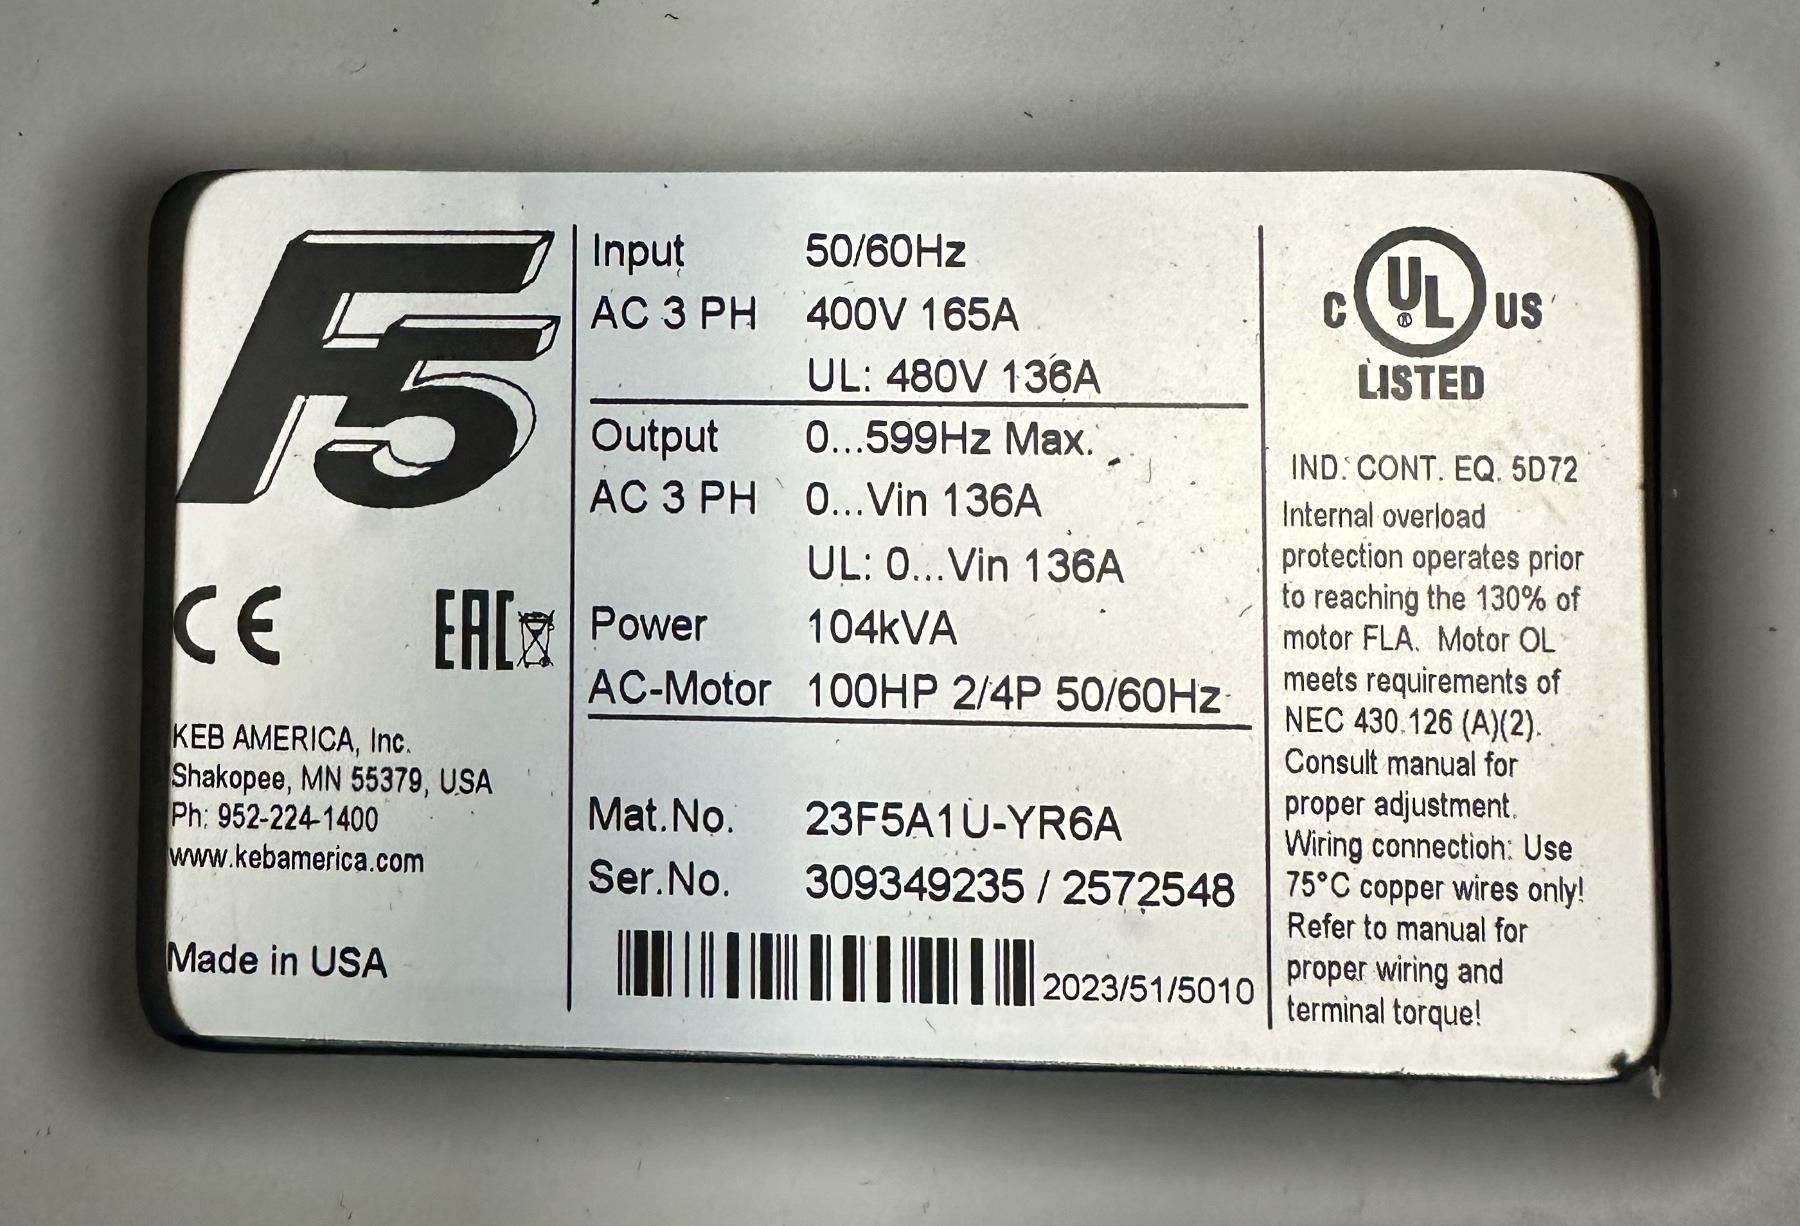 F5
CE EAC
KEB AMERICA, Inc.
Shakopee, MN 55379, USA
Ph: 952-224-1400
www.kebamerica.com
Made in USA
Input 50/60Hz
AC 3 PH 400V 165A
UL: 480V 136A
Output 0...599Hz Max.
AC 3 PH 0...Vin 136A
UL: 0...Vin 136A
Power 104kVA
AC-Motor 100HP 2/4P 50/60Hz
Mat.No. 23F5A1U-YR6A
Ser.No. 309349235 / 2572548
2023/51/5010
C UL® US
LISTED
IND. CONT. EQ. 5D72
Internal overload
protection operates prior
to reaching the 130% of
motor FLA. Motor OL
meets requirements of
NEC 430.126 (A)(2).
Consult manual for
proper adjustment.
Wiring connection: Use
75°C copper wires only!
Refer to manual for
proper wiring and
terminal torque!